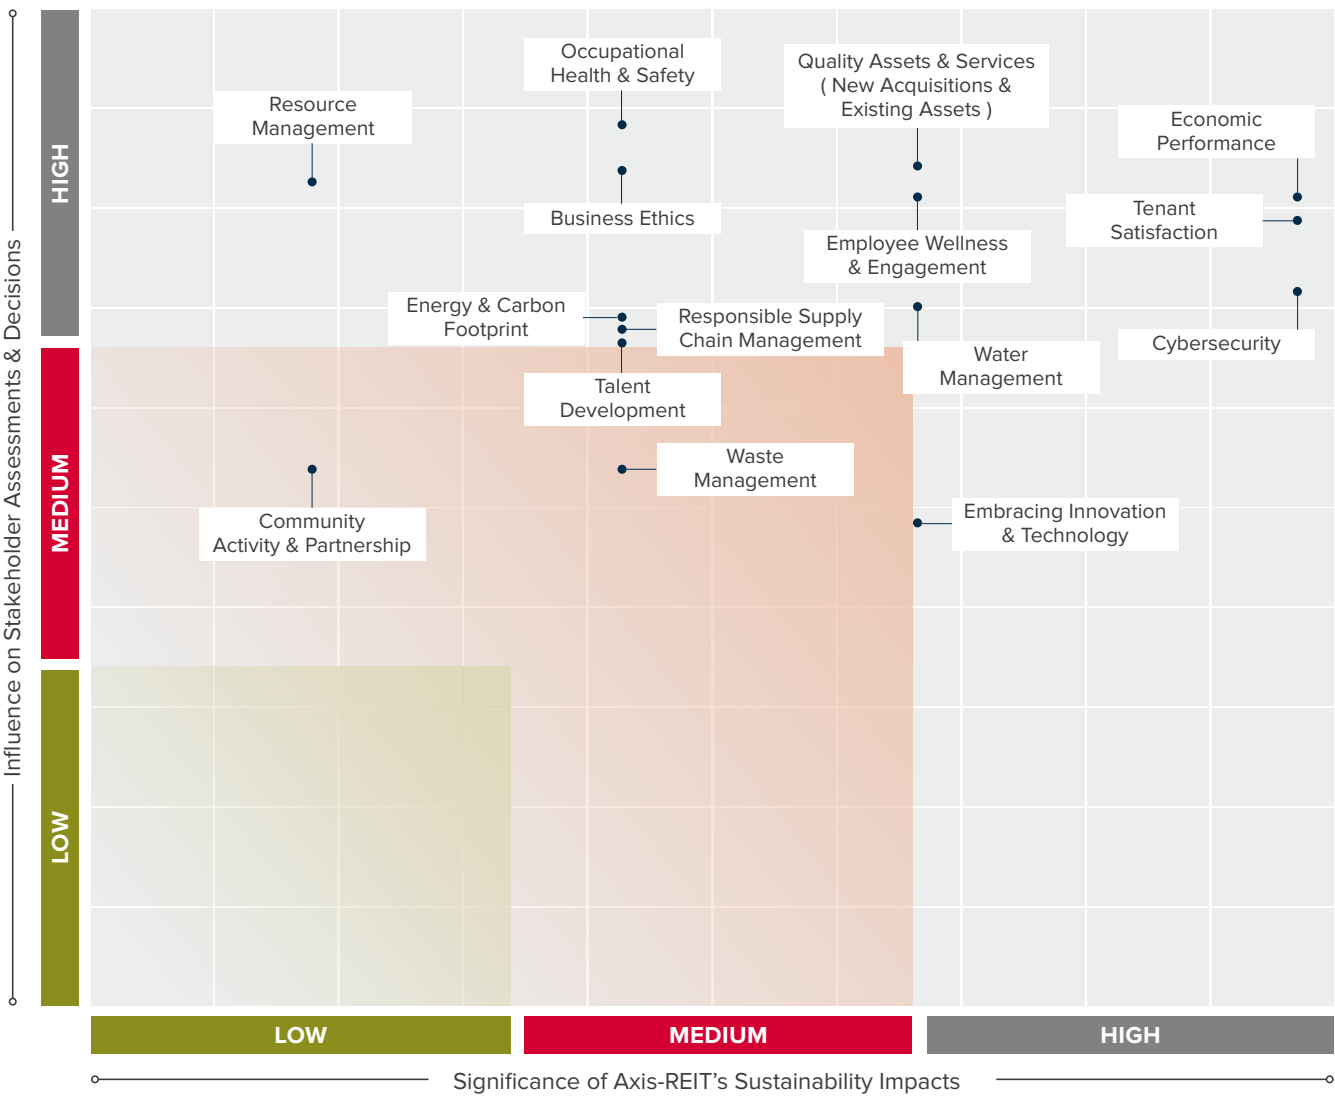 Influence on Stakeholder Assessments & Decisions
HIGH
MEDIUM
LOW
Occupational
Health & Safety
Quality Assets & Services
( New Acquisitions &
Existing Assets )
Resource
Management
Economic
Performance
Business Ethics
Tenant
Satisfaction
Employee Wellness
& Engagement
Energy & Carbon
Footprint
Responsible Supply
Chain Management
Cybersecurity
Water
Management
Talent
Development
Waste
Management
Community
Activity & Partnership
Embracing Innovation
& Technology
LOW
MEDIUM
HIGH
Significance of Axis-REIT’s Sustainability Impacts